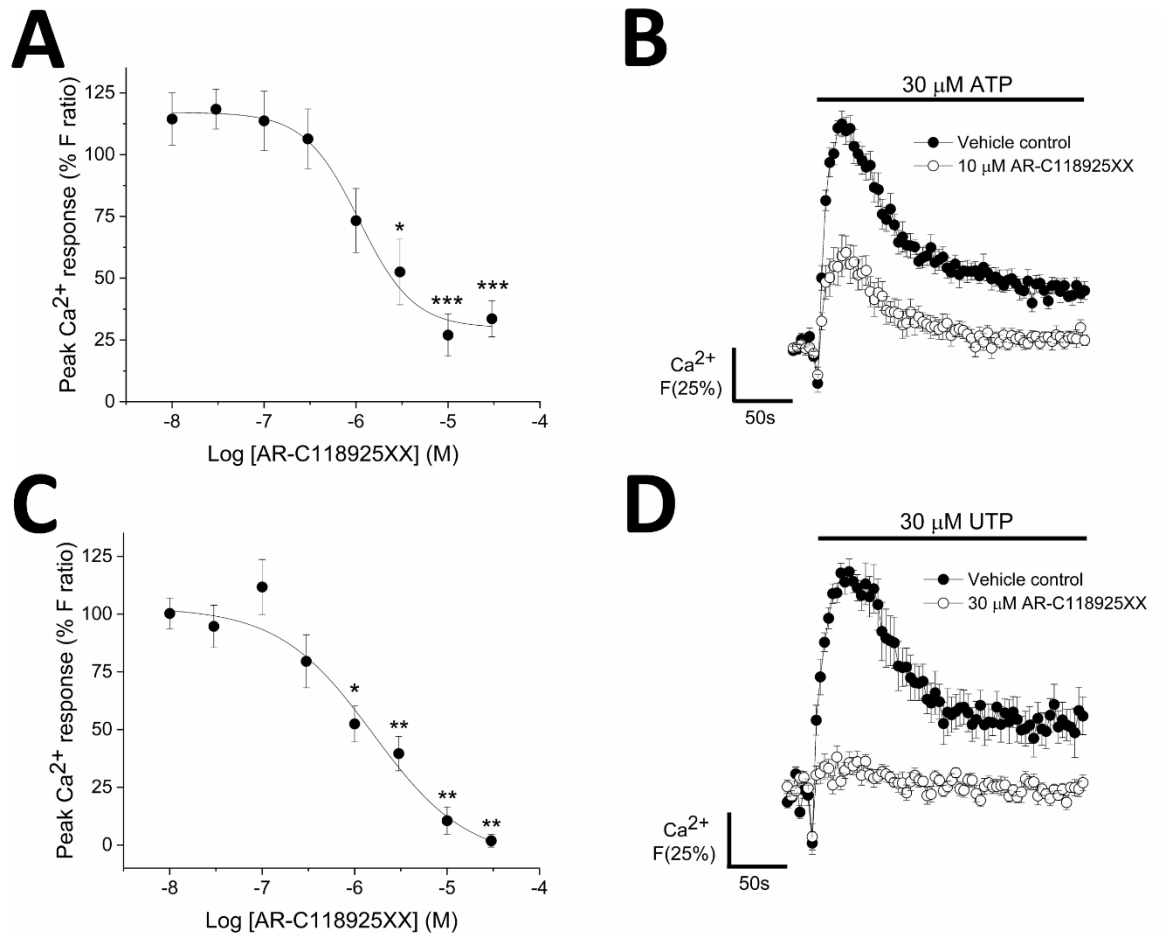 A
Peak Ca2+ response (% F ratio)
125
100
75
50
25
0
*
***
***
-8
-7
-6
-5
-4
Log [AR-C118925XX] (M)
B
30 μM ATP
Vehicle control
10 μM AR-C118925XX
Ca2+
F(25%)
50s
C
Peak Ca2+ response (% F ratio)
125
100
75
50
25
0
*
**
**
**
-8
-7
-6
-5
-4
Log [AR-C118925XX] (M)
D
30 μM UTP
Vehicle control
30 μM AR-C118925XX
Ca2+
F(25%)
50s